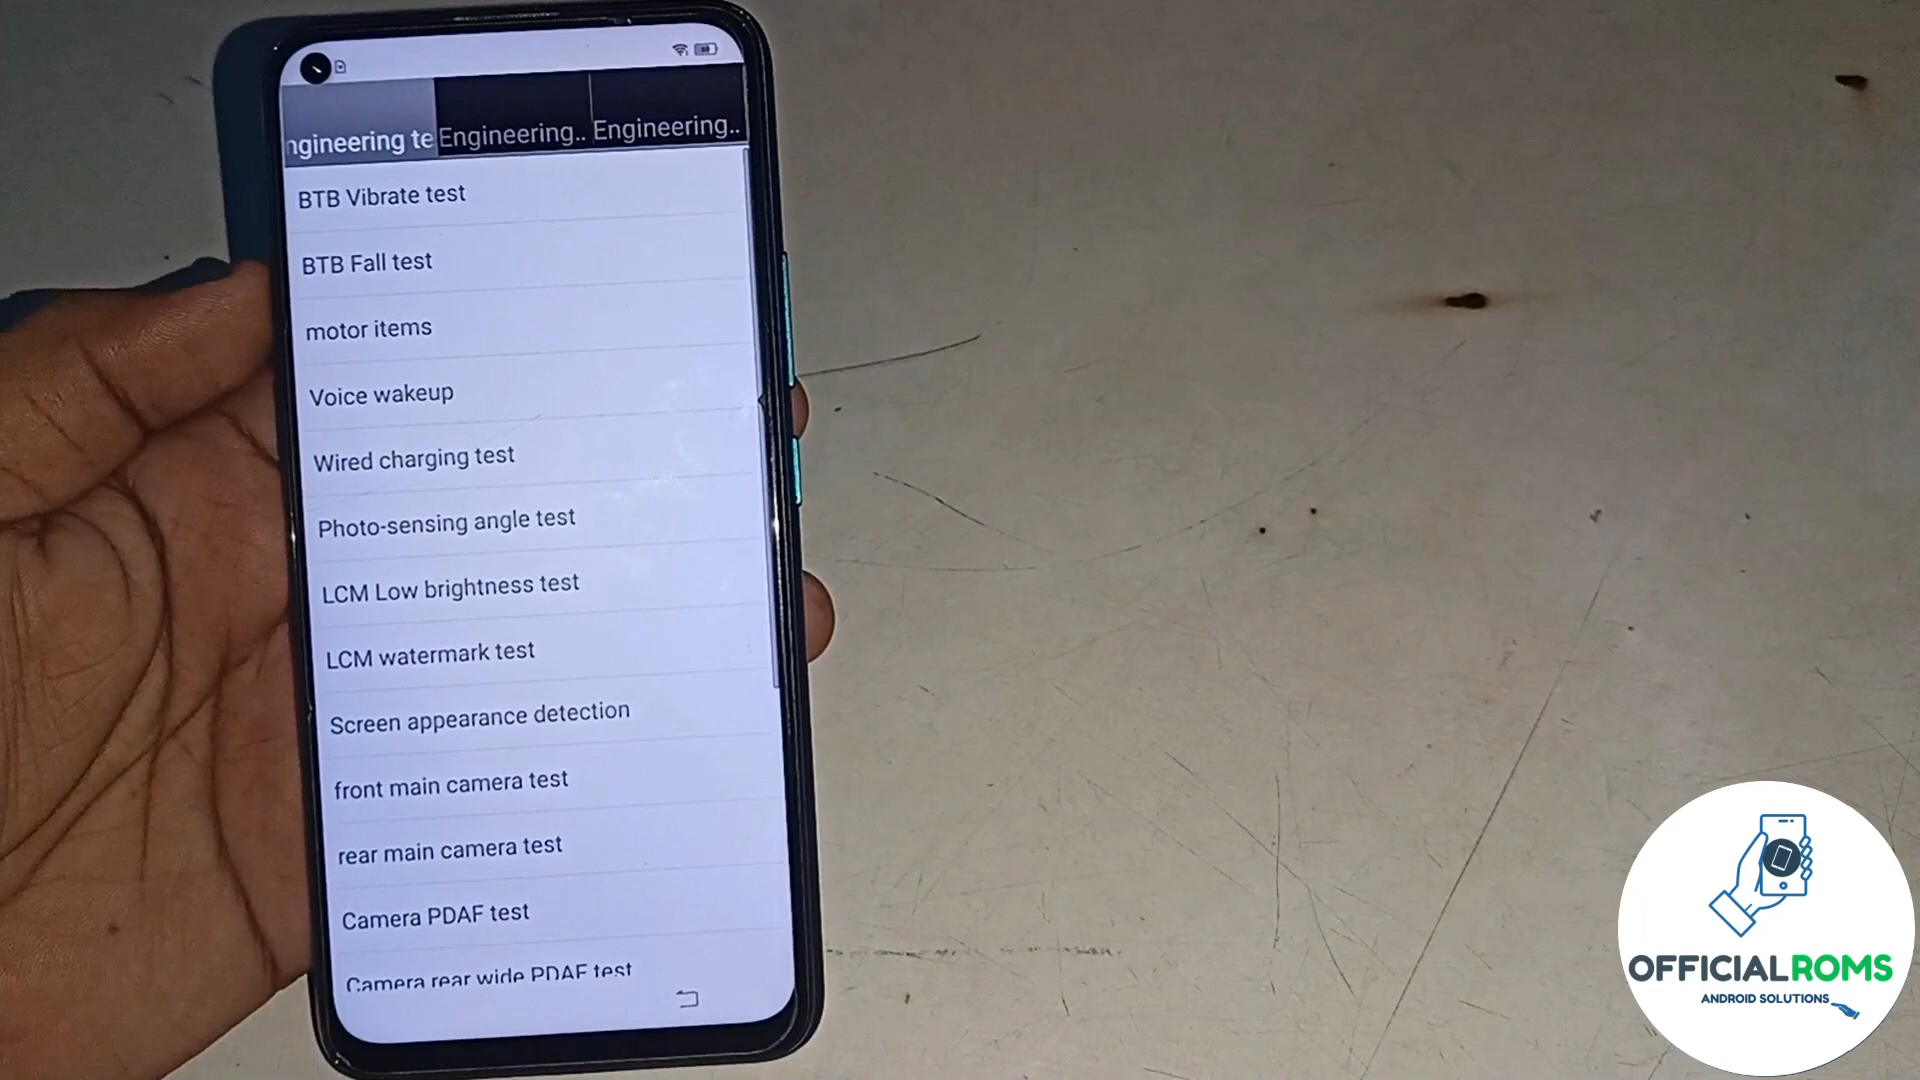 ngineering te
Engineering..
Engineering..
BTB Vibrate test
BTB Fall test
motor items
Voice wakeup
Wired charging test
Photo-sensing angle test
LCM Low brightness test
LCM watermark test
Screen appearance detection
front main camera test
rear main camera test
Camera PDAF test
Camera rear wide PDAF test
OFFICIALROMS
ANDROID SOLUTIONS